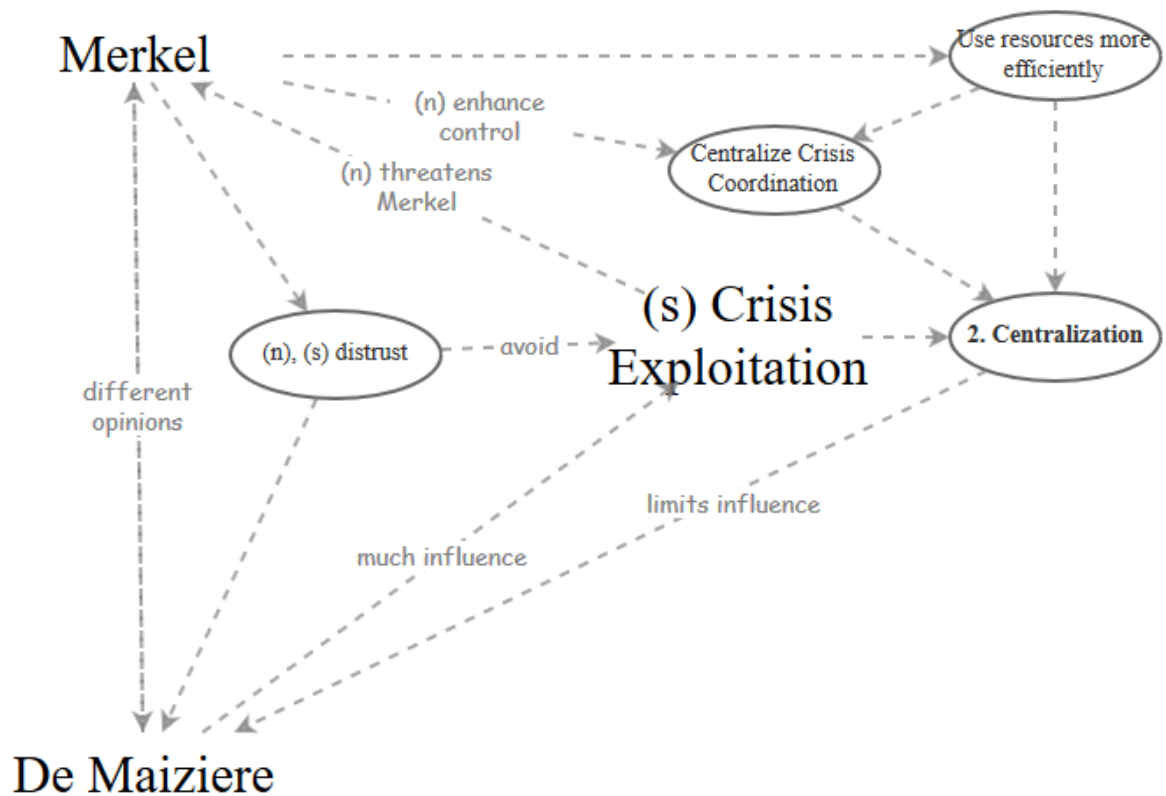 Merkel
Use resources more
efficiently
(n) enhance
control
Centralize Crisis
Coordination
(n) threatens
Merkel
(s) Crisis
Exploitation
2. Centralization
(n), (s) distrust
avoid
different
opinions
limits influence
much influence
De Maiziere